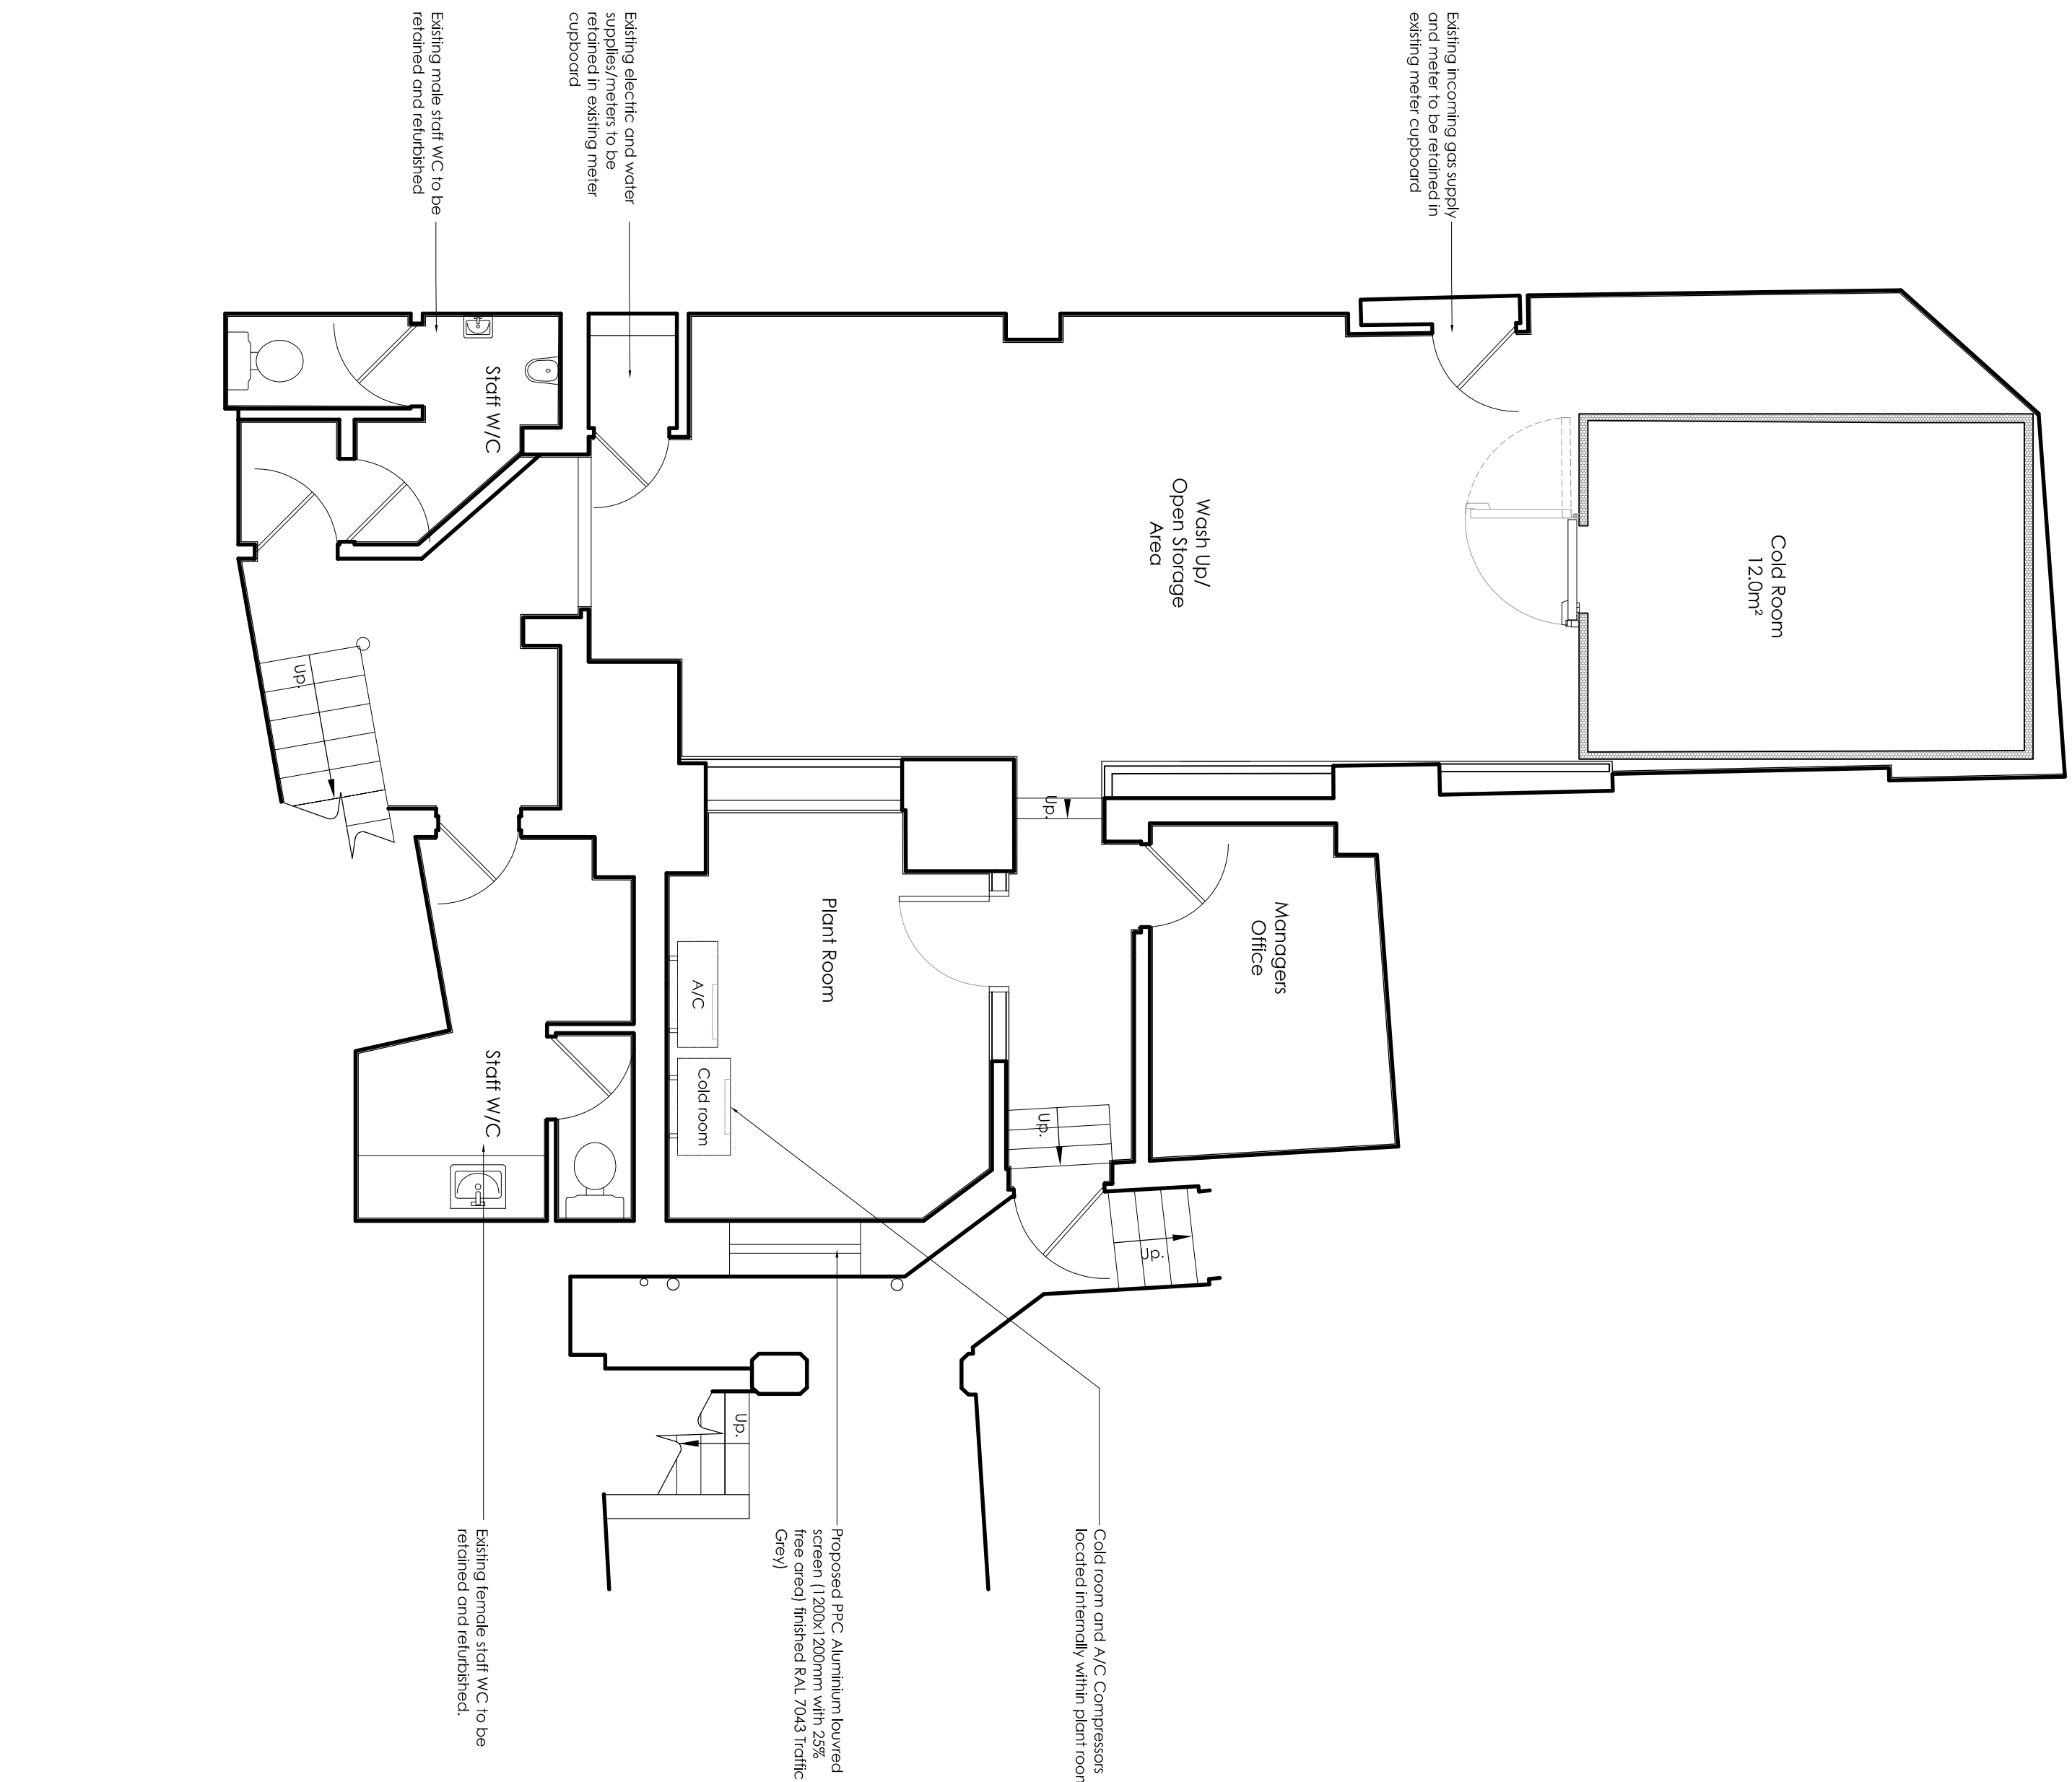 Existing incoming gas supply
and meter to be retained in
existing meter cupboard
Existing electric and water
supplies/meters to be
retained in existing meter
cupboard
Existing male staff WC to be
retained and refurbished
Cold Room
12.0m²
Wash Up/
Open Storage
Area
Staff W/C
Up.
Up.
Managers
Office
Plant Room
A/C
Cold room
Staff W/C
Up.
Up.
Up.
Cold room and A/C Compressors
located internally within plant
Proposed PPC Aluminium louvred
screen (1200x1200mm with 25%
free area) finished RAL 7043 Traffic
Grey)
Existing female staff WC to be
retained and refurbished.